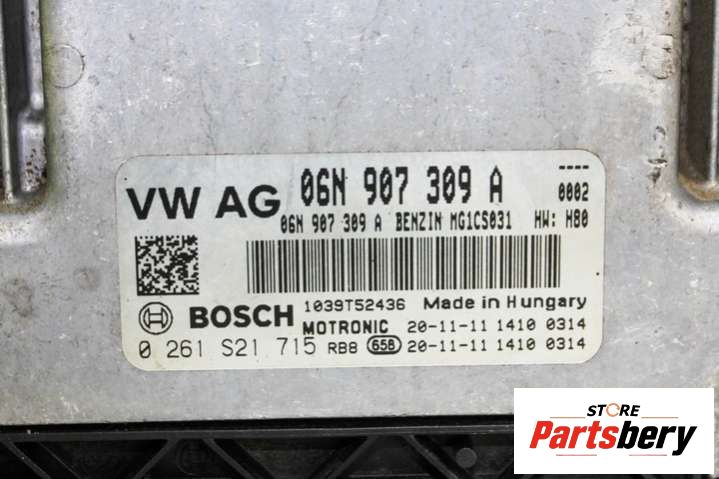 VW AG 06N 907 309 A ----
0002
06N 907 309 A BENZIN MG1CS031 HW: H80
BOSCH 1039T52436 Made in Hungary
MOTRONIC 20-11-11 1410 0314
0 261 S21 715 RB8 658 20-11-11 1410 0314
STORE
Partsbery